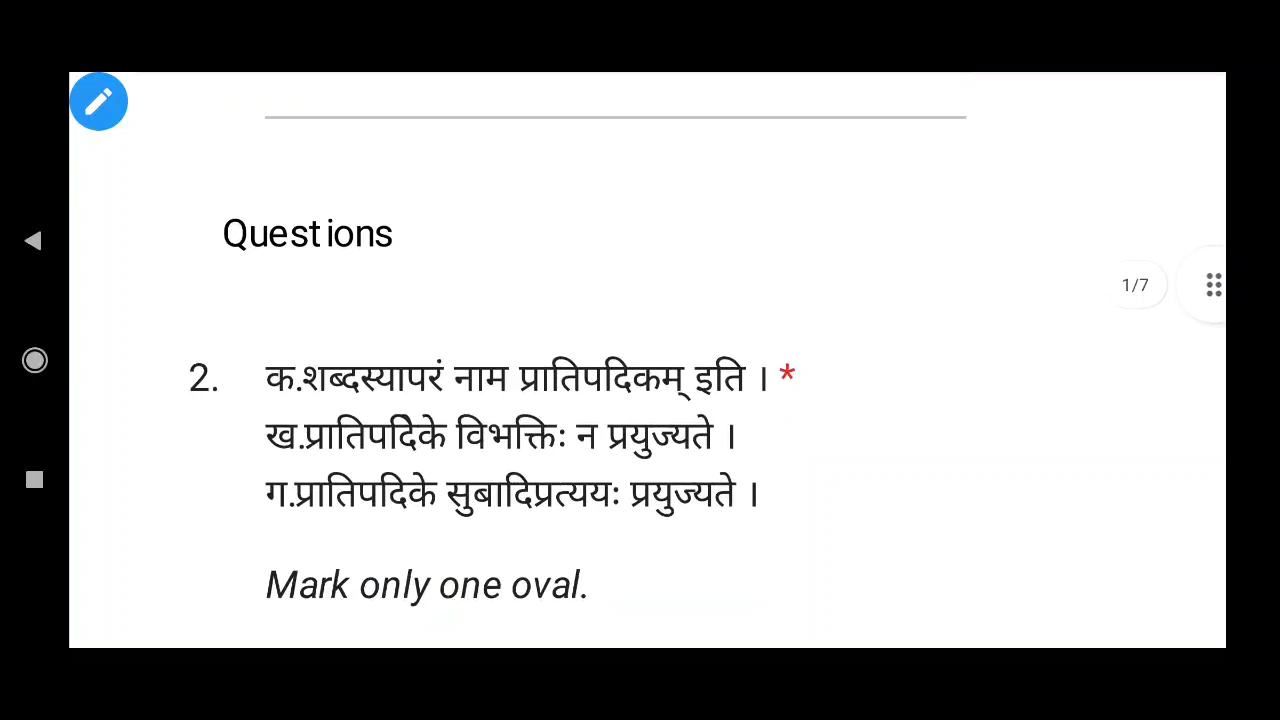 Questions
1/7
2. क.शब्दस्यापरं नाम प्रातिपदिकम् इति । *
ख.प्रातिपदिके विभक्तिः न प्रयुज्यते ।
ग.प्रातिपदिके सुबादिप्रत्ययः प्रयुज्यते ।
Mark only one oval.